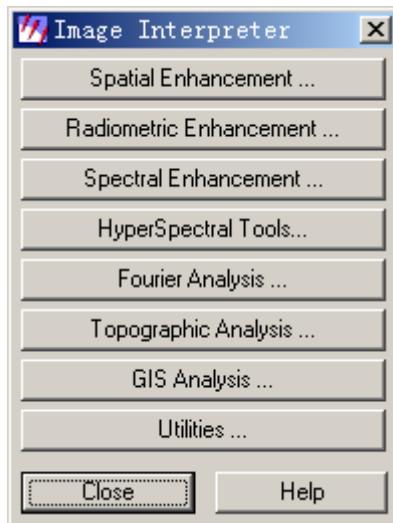 Image Interpreter
Spatial Enhancement ...
Radiometric Enhancement ...
Spectral Enhancement ...
HyperSpectral Tools...
Fourier Analysis ...
Topographic Analysis ...
GIS Analysis ...
Utilities ...
Close Help